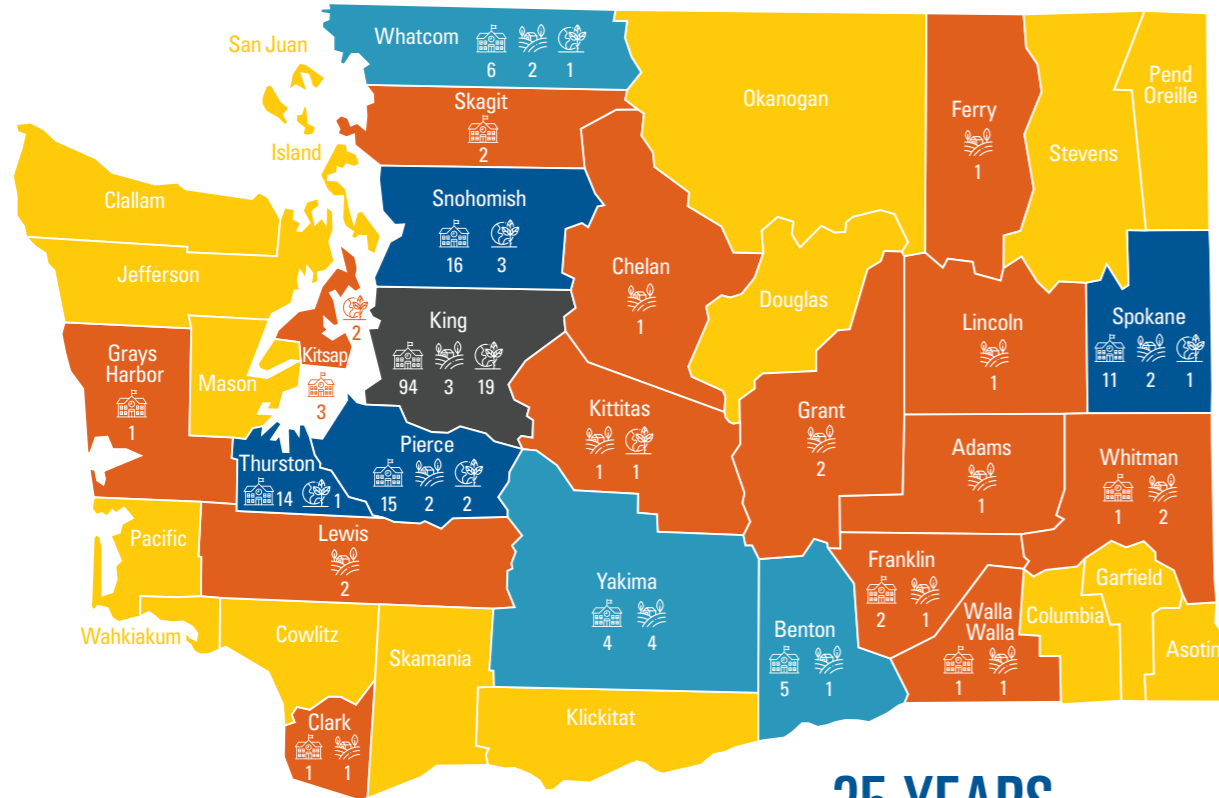 Whatcom
6 2 1
San Juan
Skagit
2
Okanogan
Ferry
1
Stevens
Pend
Oreille
Island
Clallam
Snohomish
16 3
Jefferson
Chelan
1
Douglas
King
94 3 19
Lincoln
1
Spokane
11 2 1
2
Kitsap
3
Grays
Harbor
1
Mason
Kittitas
1 1
Grant
2
Adams
1
Whitman
1 2
Thurston
14 1
Pierce
15 2 2
Pacific
Lewis
2
Yakima
4 4
Franklin
2 1
Garfield
Wahkiakum
Cowlitz
Skamania
Benton
5 1
Walla
Walla
1 1
Columbia
Asotin
Klickitat
Clark
1 1
25 YEARS